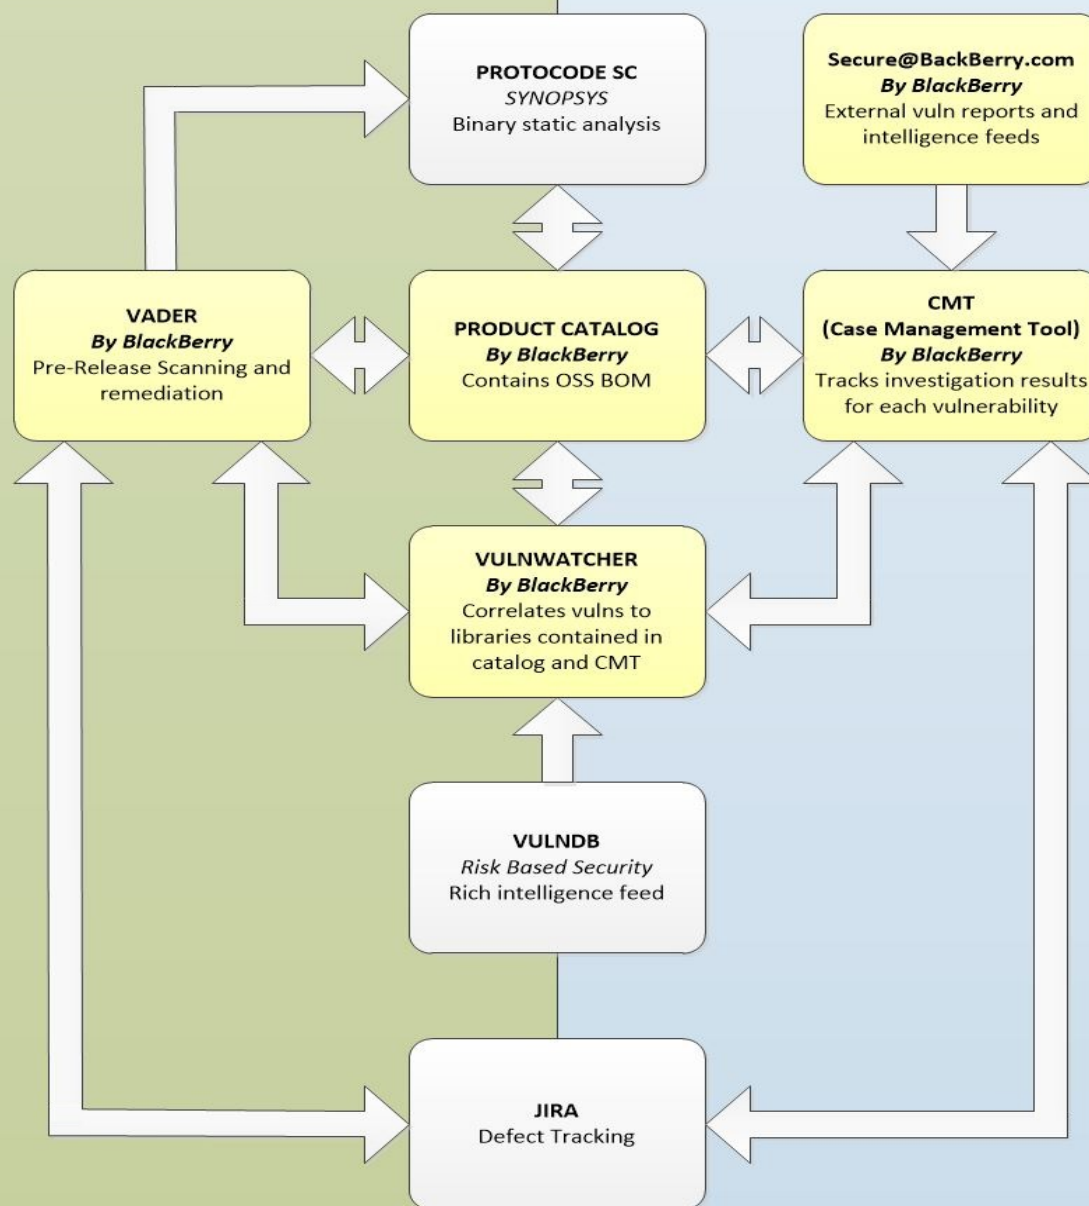 PROTOCODE SC
SYNOPSYS
Binary static analysis
Secure@BackBerry.com
By BlackBerry
External vuln reports and
intelligence feeds
VADER
By BlackBerry
Pre-Release Scanning and
remediation
PRODUCT CATALOG
By BlackBerry
Contains OSS BOM
CMT
(Case Management Tool)
By BlackBerry
Tracks investigation results
for each vulnerability
VULNWATCHER
By BlackBerry
Correlates vulns to
libraries contained in
catalog and CMT
VULNDB
Risk Based Security
Rich intelligence feed
JIRA
Defect Tracking